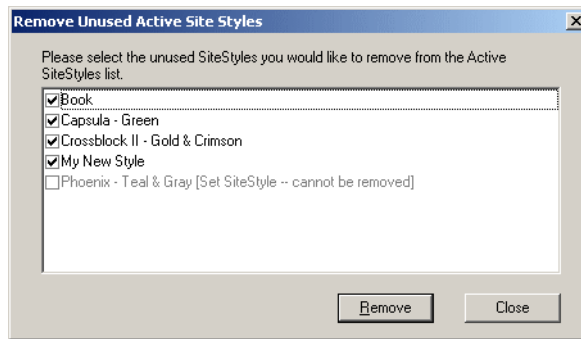 Remove Unused Active Site Styles
Please select the unused SiteStyles you would like to remove from the Active
SiteStyles list.
Book
Capsula - Green
Crossblock II - Gold & Crimson
My New Style
Phoenix - Teal & Gray [Set SiteStyle -- cannot be removed]
Remove
Close